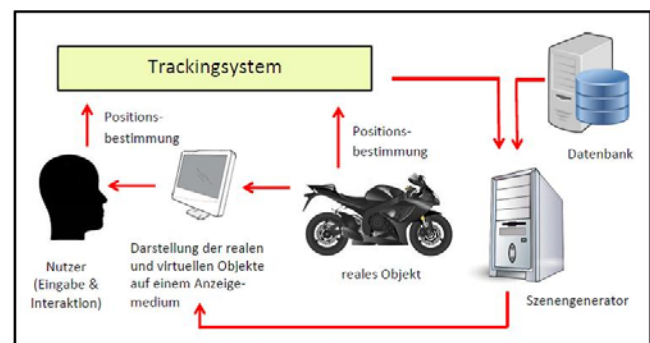 Trackingsystem
Positions-
bestimmung
Positions-
bestimmung
Datenbank
Nutzer
(Eingabe &
Interaktion)
Darstellung der realen
und virtuellen Objekte
auf einem Anzeige-
medium
reales Objekt
Szenengenerator